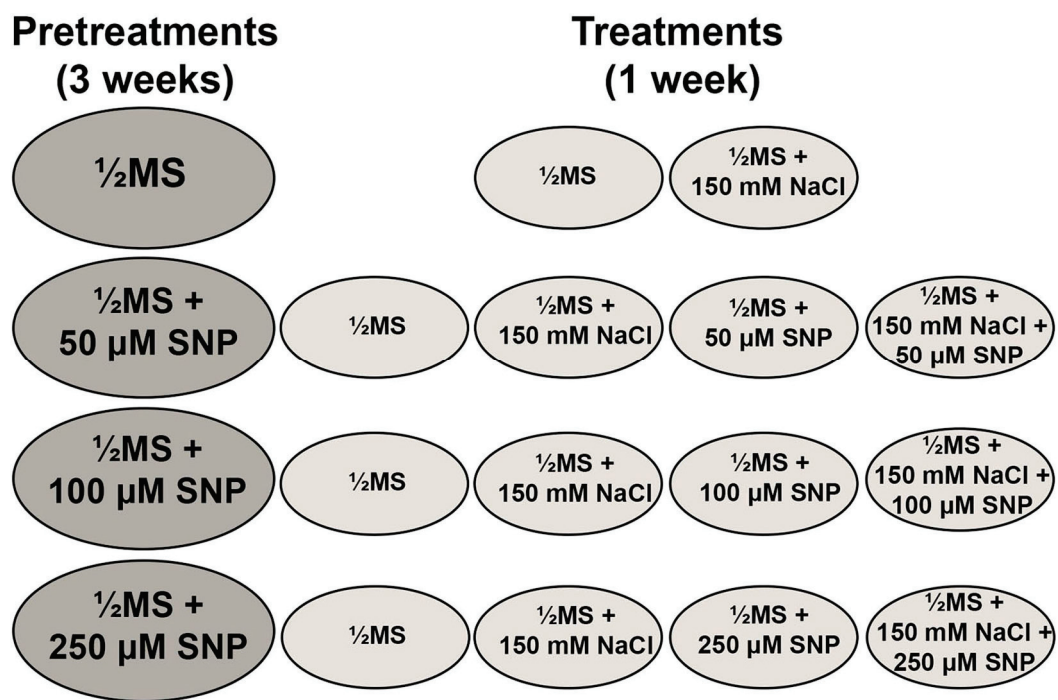 Pretreatments
(3 weeks)
Treatments
(1 week)
½MS
½MS
½MS +
150 mM NaCl
½MS +
50 µM SNP
½MS
½MS +
150 mM NaCl
½MS +
50 µM SNP
½MS +
150 mM NaCl +
50 µM SNP
½MS +
100 µM SNP
½MS
½MS +
150 mM NaCl
½MS +
100 µM SNP
½MS +
150 mM NaCl +
100 µM SNP
½MS +
250 µM SNP
½MS
½MS +
150 mM NaCl
½MS +
250 µM SNP
½MS +
150 mM NaCl +
250 µM SNP